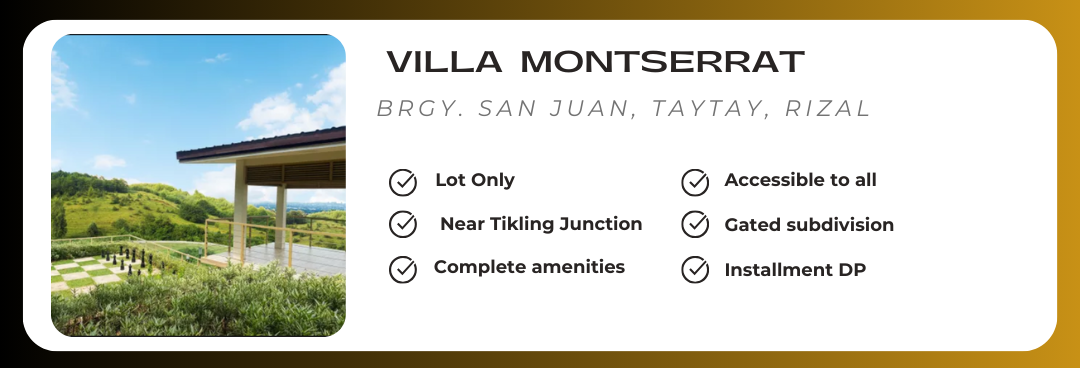 VILLA MONTSERRAT
BRGY. SAN JUAN, TAYTAY, RIZAL
Lot Only
Near Tikling Junction
Complete amenities
Accessible to all
Gated subdivision
Installment DP